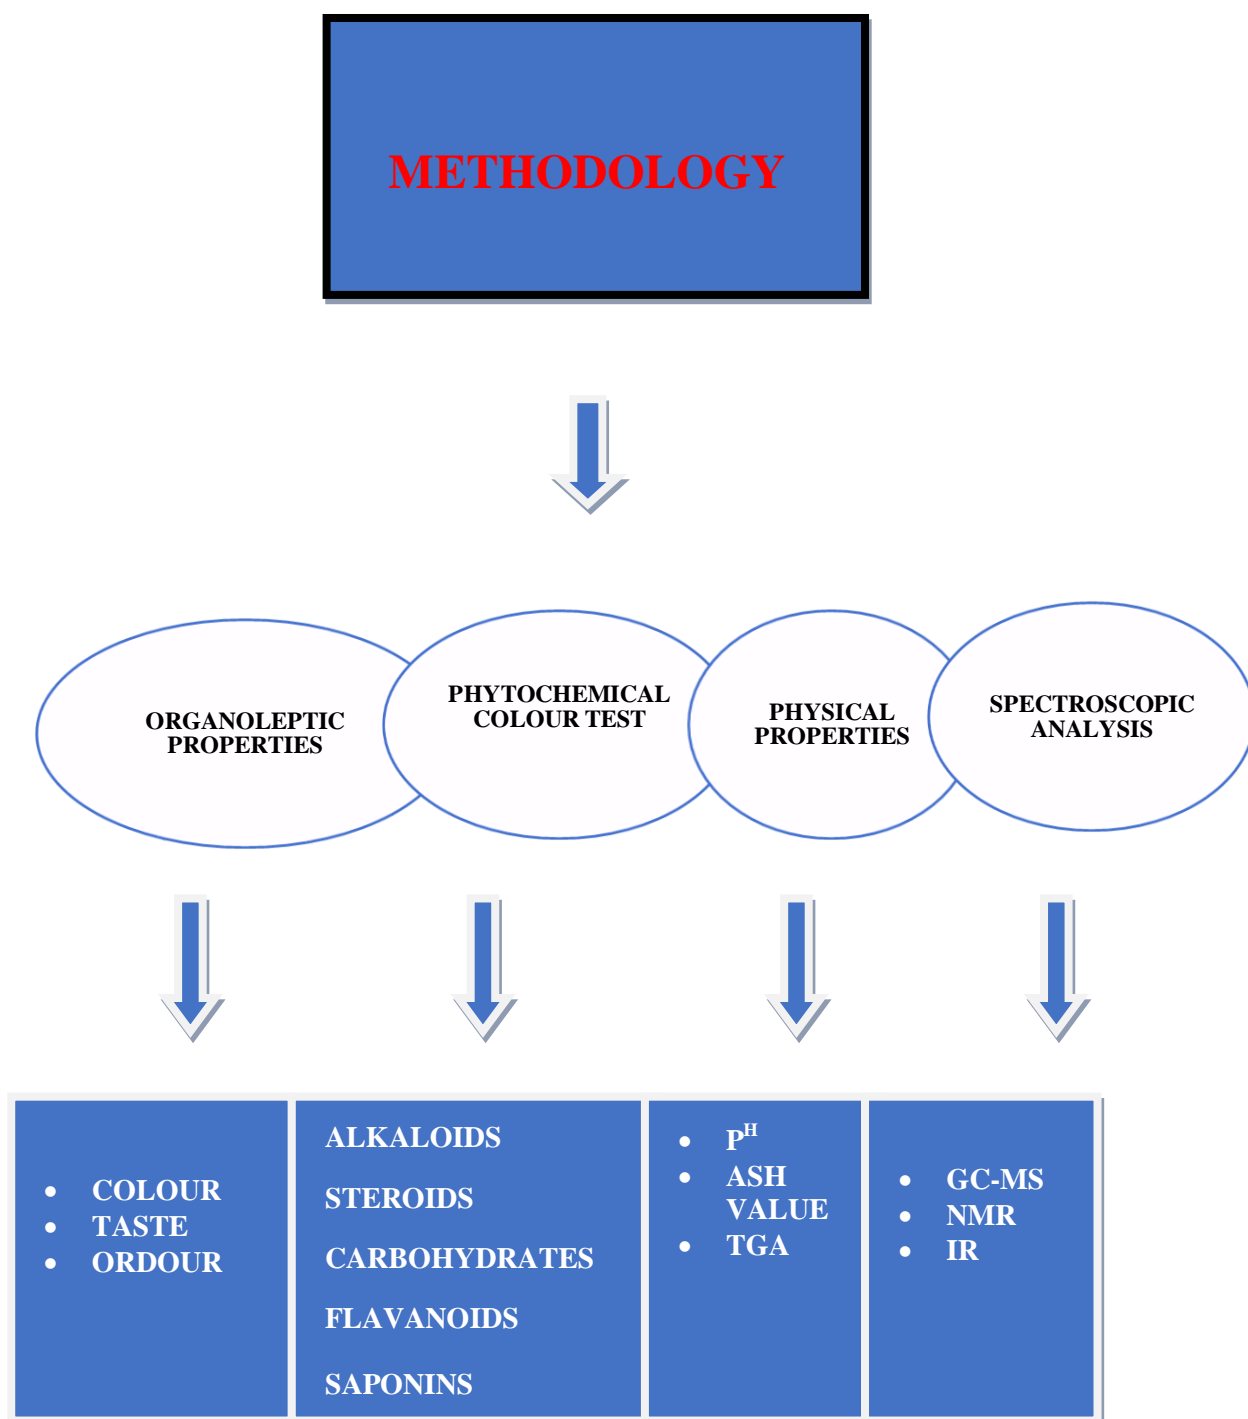 METHODOLOGY
ORGANOLEPTIC
PROPERTIES
PHYTOCHEMICAL
COLOUR TEST
PHYSICAL
PROPERTIES
SPECTROSCOPIC
ANALYSIS
• COLOUR
• TASTE
• ORDOUR
ALKALOIDS
STEROIDS
CARBOHYDRATES
FLAVANOIDS
SAPONINS
• Pᴴ
• ASH
VALUE
• TGA
• GC-MS
• NMR
• IR